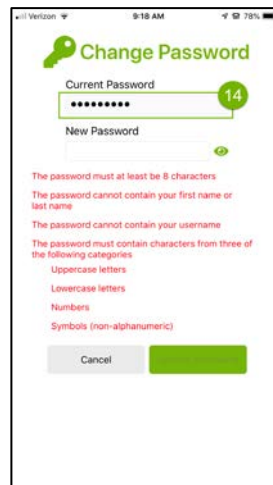 Verizon 9:18 AM 78%
Change Password
Current Password
•••••••••
14
New Password
The password must at least be 8 characters
The password cannot contain your first name or
last name
The password cannot contain your username
The password must contain characters from three of
the following categories
Uppercase letters
Lowercase letters
Numbers
Symbols (non-alphanumeric)
Cancel